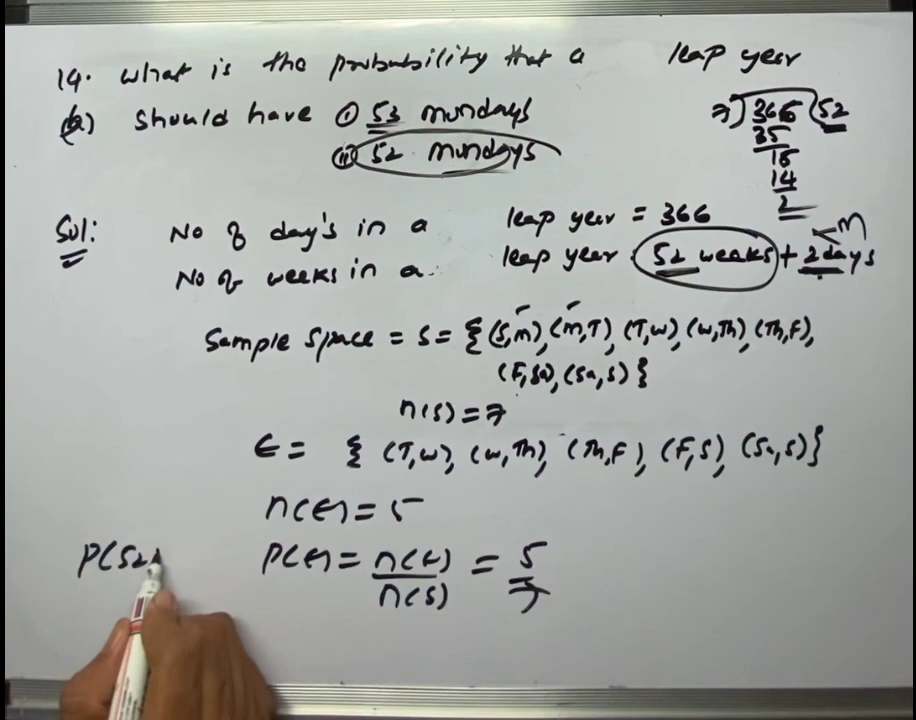 14. What is the probability that a leap year
(a) Should have (i) 53 mondays
(ii) 52 mondays
7) 366 (52
35
16
14
2
Sol: No of day's in a leap year = 366
No of weeks in a leap year 52 weeks + 2 days
M
Sample Space = S = { (S,M), (M,T), (T,W), (W,Th), (Th,F),
(F,Sa), (Sa,S) }
n(S) = 7
E = { (T,W), (W,Th), (Th,F), (F,S), (Sa,S) }
n(E) = 5
P(52 P(E) = n(E)/n(S) = 5/7